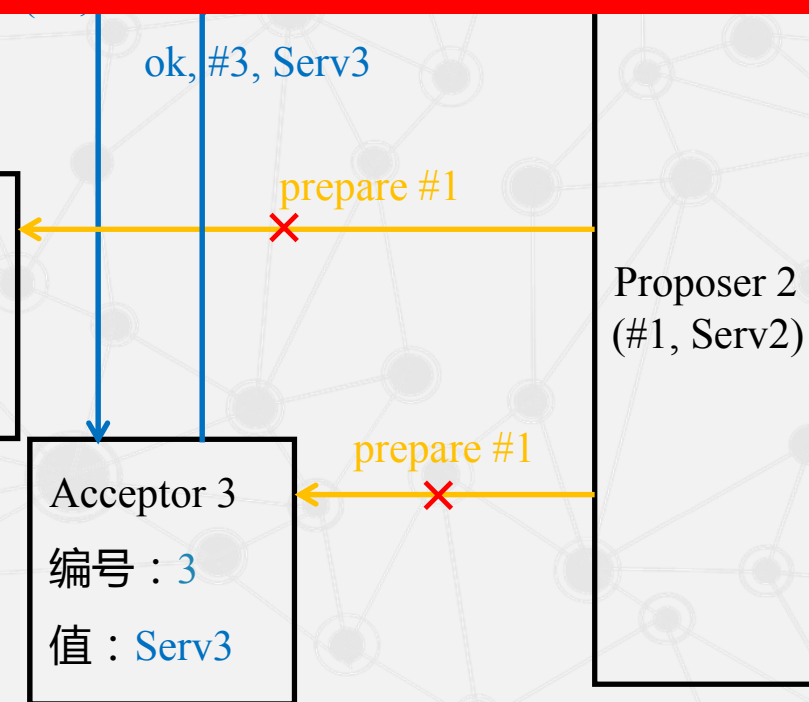 ok, #3, Serv3
prepare #1
Proposer 2
(#1, Serv2)
prepare #1
Acceptor 3
编号：3
值：Serv3